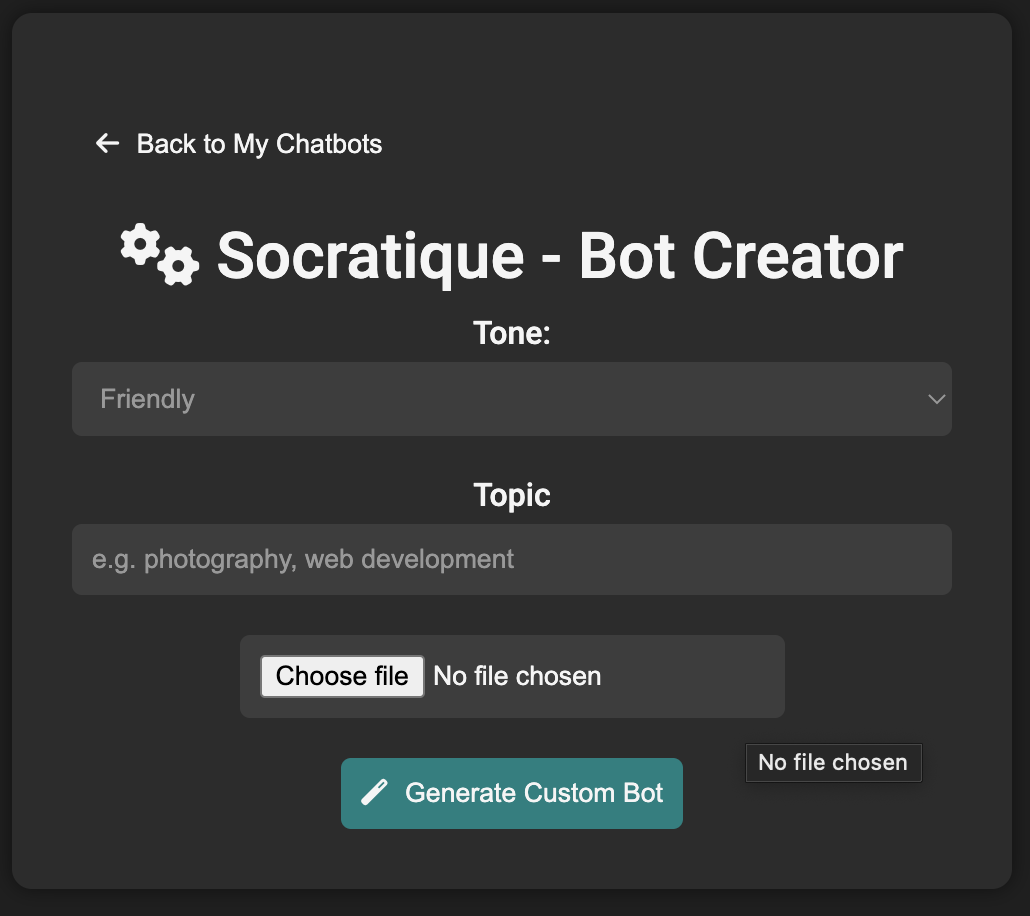 Back to My Chatbots
Socratique - Bot Creator
Tone:
Friendly
Topic
e.g. photography, web development
Choose file No file chosen
No file chosen
Generate Custom Bot